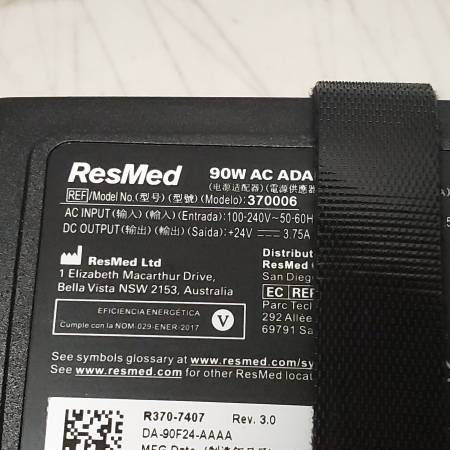 ResMed
90W AC ADA
(电源适配器) (電源供應器
REF/Model No.(型号) (型號) (Modelo): 370006
AC INPUT (输入) (輸入) (Entrada): 100-240V~50-60H
DC OUTPUT (输出) (輸出) (Saída): +24V ⎓ 3.75A
ResMed Ltd
1 Elizabeth Macarthur Drive,
Bella Vista NSW 2153, Australia
Distribut
ResMed
San Dieg
EC REP
Parc Tech
292 Allée
69791 Sa
EFICIENCIA ENERGÉTICA
Cumple con la NOM-029-ENER-2017
V
See symbols glossary at www.resmed.com/sy
See www.resmed.com for other ResMed locat
R370-7407 Rev. 3.0
DA-90F24-AAAA